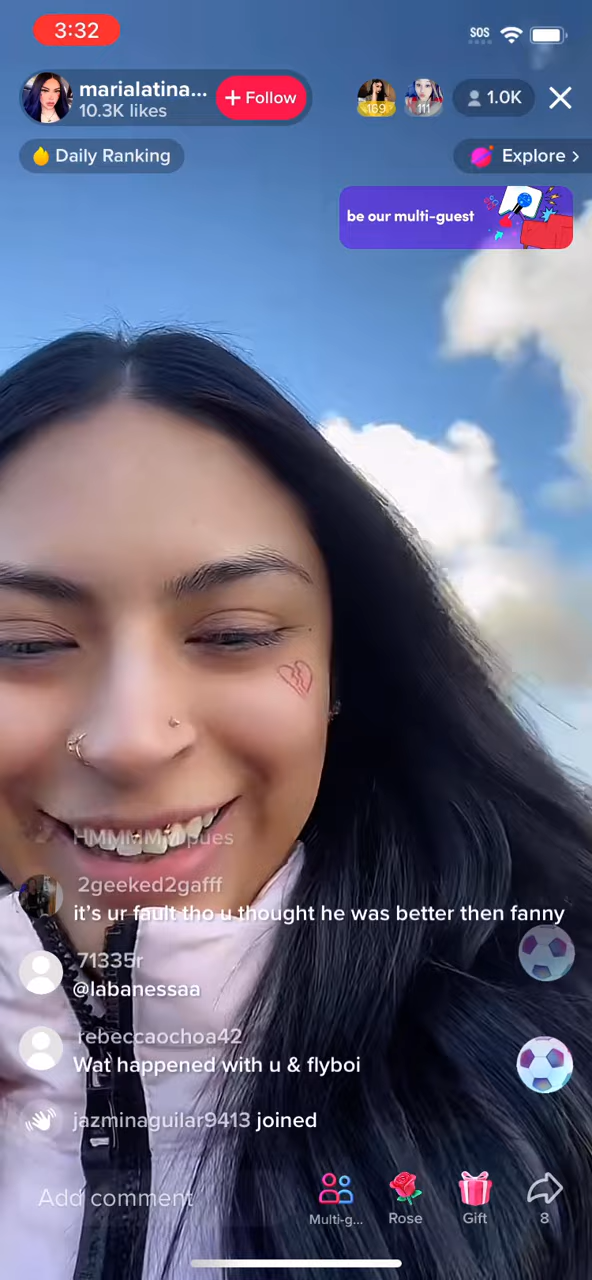 3:32
SOS
marialatina...
10.3K likes
+ Follow
169
111
1.0K
Daily Ranking
Explore >
be our multi-guest
HMMMM pues
2geeked2gafff
it's ur fault tho u thought he was better then fanny
71335r
@labanessaa
rebeccaochoa42
Wat happened with u & flyboi
jazminaguilar9413 joined
Add comment
Multi-g...
Rose
Gift
8